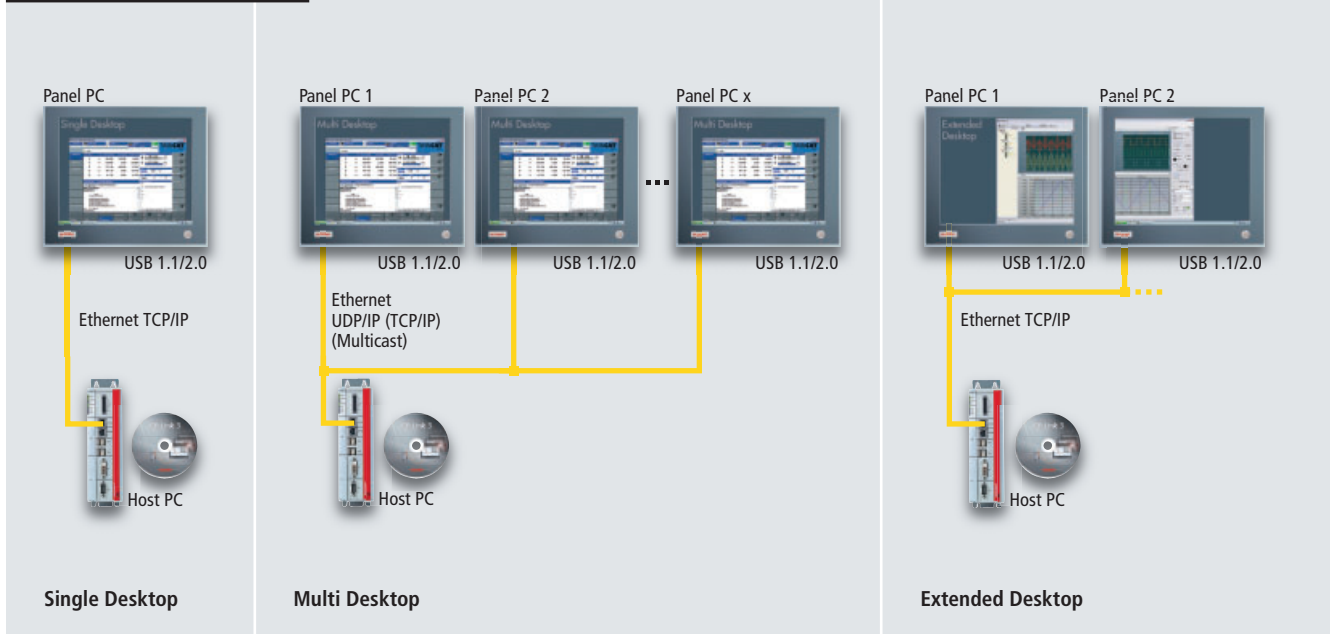 Panel PC
Single Desktop
USB 1.1/2.0
Ethernet TCP/IP
Host PC
Single Desktop
Panel PC 1
Panel PC 2
Panel PC x
Multi Desktop
Multi Desktop
Multi Desktop
...
USB 1.1/2.0
USB 1.1/2.0
USB 1.1/2.0
Ethernet
UDP/IP (TCP/IP)
(Multicast)
Host PC
Multi Desktop
Panel PC 1
Panel PC 2
Extended
Desktop
USB 1.1/2.0
USB 1.1/2.0
Ethernet TCP/IP
Host PC
Extended Desktop